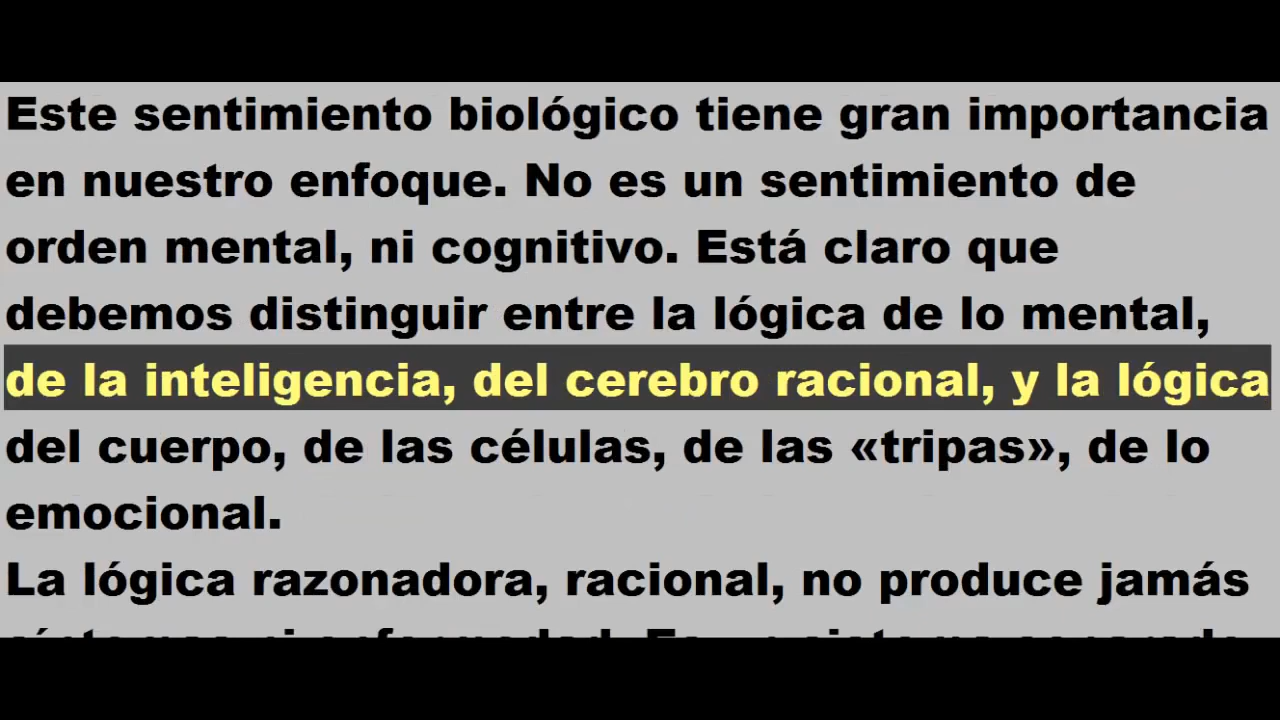 Este sentimiento biológico tiene gran importancia
en nuestro enfoque. No es un sentimiento de
orden mental, ni cognitivo. Está claro que
debemos distinguir entre la lógica de lo mental,
de la inteligencia, del cerebro racional, y la lógica
del cuerpo, de las células, de las «tripas», de lo
emocional.
La lógica razonadora, racional, no produce jamás